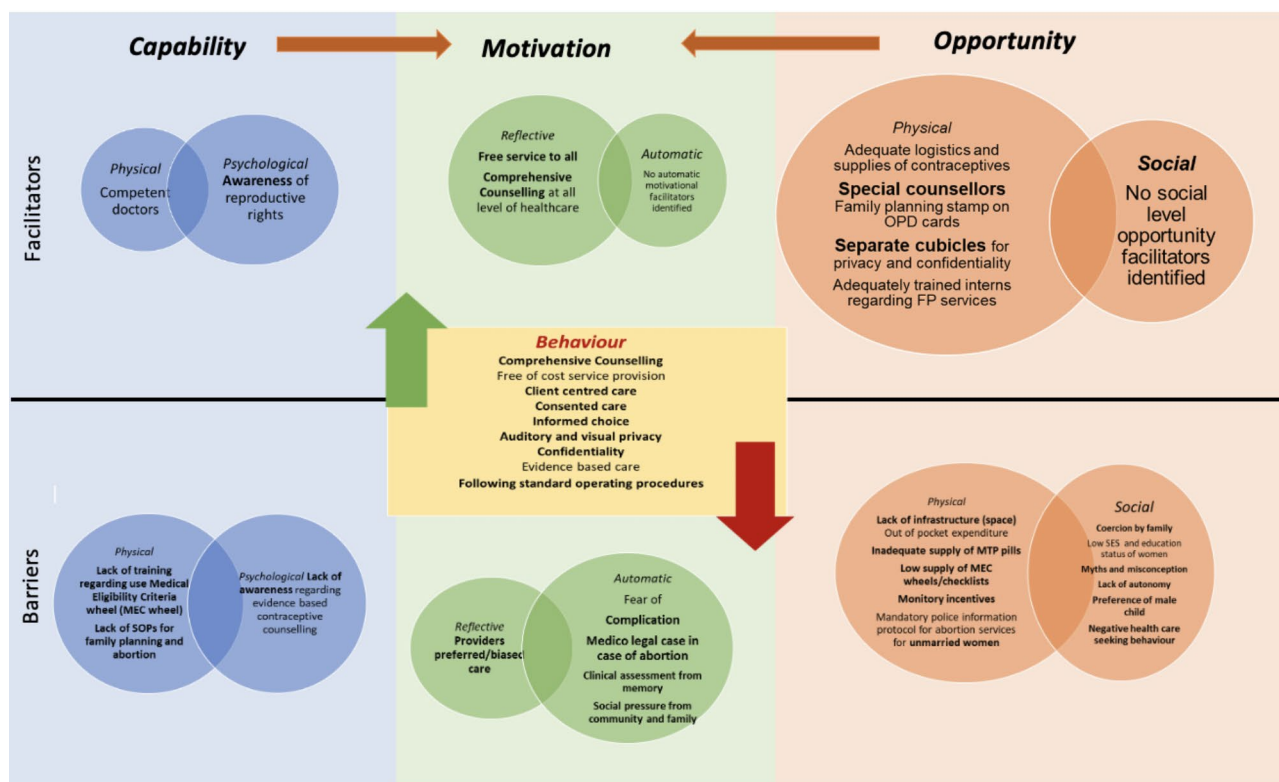 Capability
Motivation
Opportunity
Facilitators
Physical
Competent
doctors
Psychological
Awareness of
reproductive
rights
Reflective
Free service to all
Comprehensive
Counselling at all
level of healthcare
Automatic
No automatic
motivational
facilitators
identified
Physical
Adequate logistics and
supplies of contraceptives
Special counsellors
Family planning stamp on
OPD cards
Separate cubicles for
privacy and confidentiality
Adequately trained interns
regarding FP services
Social
No social
level
opportunity
facilitators
identified
Behaviour
Comprehensive Counselling
Free of cost service provision
Client centred care
Consented care
Informed choice
Auditory and visual privacy
Confidentiality
Evidence based care
Following standard operating procedures
Barriers
Physical
Lack of training
regarding use Medical
Eligibility Criteria
wheel (MEC wheel)
Lack of SOPs for
family planning and
abortion
Psychological Lack of
awareness regarding
evidence based
contraceptive
counselling
Reflective
Providers
preferred/biased
care
Automatic
Fear of
Complication
Medico legal case in
case of abortion
Clinical assessment from
memory
Social pressure from
community and family
Physical
Lack of infrastructure (space)
Out of pocket expenditure
Inadequate supply of MTP pills
Low supply of MEC
wheels/checklists
Monitory incentives
Mandatory police information
protocol for abortion services
for unmarried women
Social
Coercion by family
Low SES and education
status of women
Myths and misconception
Lack of autonomy
Preference of male
child
Negative health care
seeking behaviour